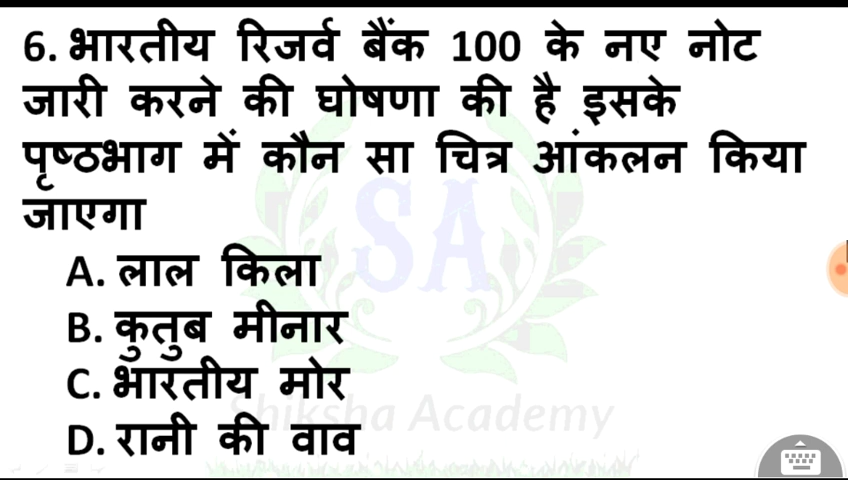 6. भारतीय रिजर्व बैंक 100 के नए नोट
जारी करने की घोषणा की है इसके
पृष्ठभाग में कौन सा चित्र आंकलन किया
जाएगा
SA
A. लाल किला
B. कुतुब मीनार
C. भारतीय मोर
Shiksha Academy
D. रानी की वाव